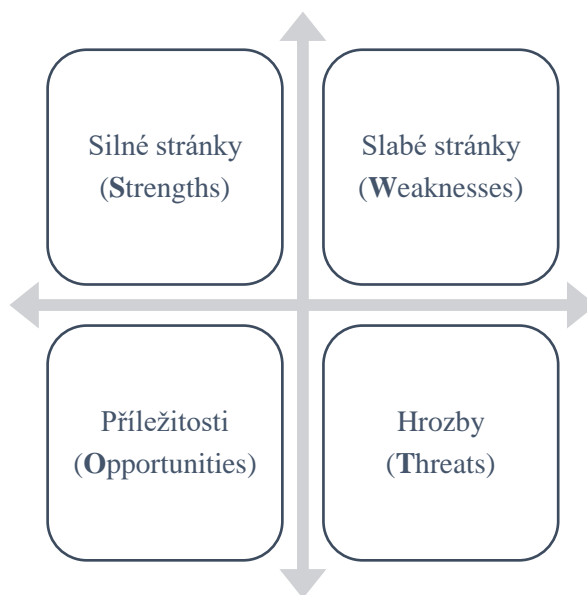 Silné stránky
(Strengths)
Slabé stránky
(Weaknesses)
Příležitosti
(Opportunities)
Hrozby
(Threats)